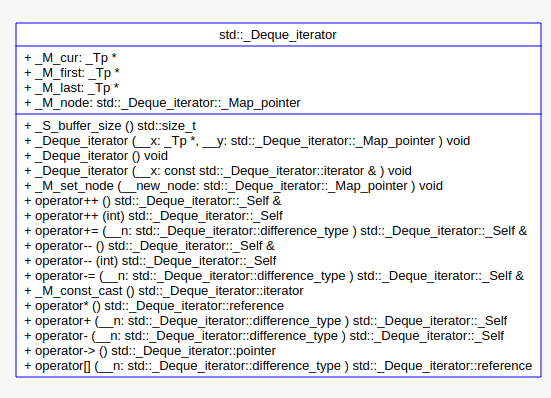 std::_Deque_iterator
+ _M_cur: _Tp *
+ _M_first: _Tp *
+ _M_last: _Tp *
+ _M_node: std::_Deque_iterator::_Map_pointer
+ _S_buffer_size () std::size_t
+ _Deque_iterator (__x: _Tp *, __y: std::_Deque_iterator::_Map_pointer ) void
+ _Deque_iterator () void
+ _Deque_iterator (__x: const std::_Deque_iterator::iterator & ) void
+ _M_set_node (__new_node: std::_Deque_iterator::_Map_pointer ) void
+ operator++ () std::_Deque_iterator::_Self &
+ operator++ (int) std::_Deque_iterator::_Self
+ operator+= (__n: std::_Deque_iterator::difference_type ) std::_Deque_iterator::_Self &
+ operator-- () std::_Deque_iterator::_Self &
+ operator-- (int) std::_Deque_iterator::_Self
+ operator-= (__n: std::_Deque_iterator::difference_type ) std::_Deque_iterator::_Self &
+ _M_const_cast () std::_Deque_iterator::iterator
+ operator* () std::_Deque_iterator::reference
+ operator+ (__n: std::_Deque_iterator::difference_type ) std::_Deque_iterator::_Self
+ operator- (__n: std::_Deque_iterator::difference_type ) std::_Deque_iterator::_Self
+ operator-> () std::_Deque_iterator::pointer
+ operator[] (__n: std::_Deque_iterator::difference_type ) std::_Deque_iterator::reference